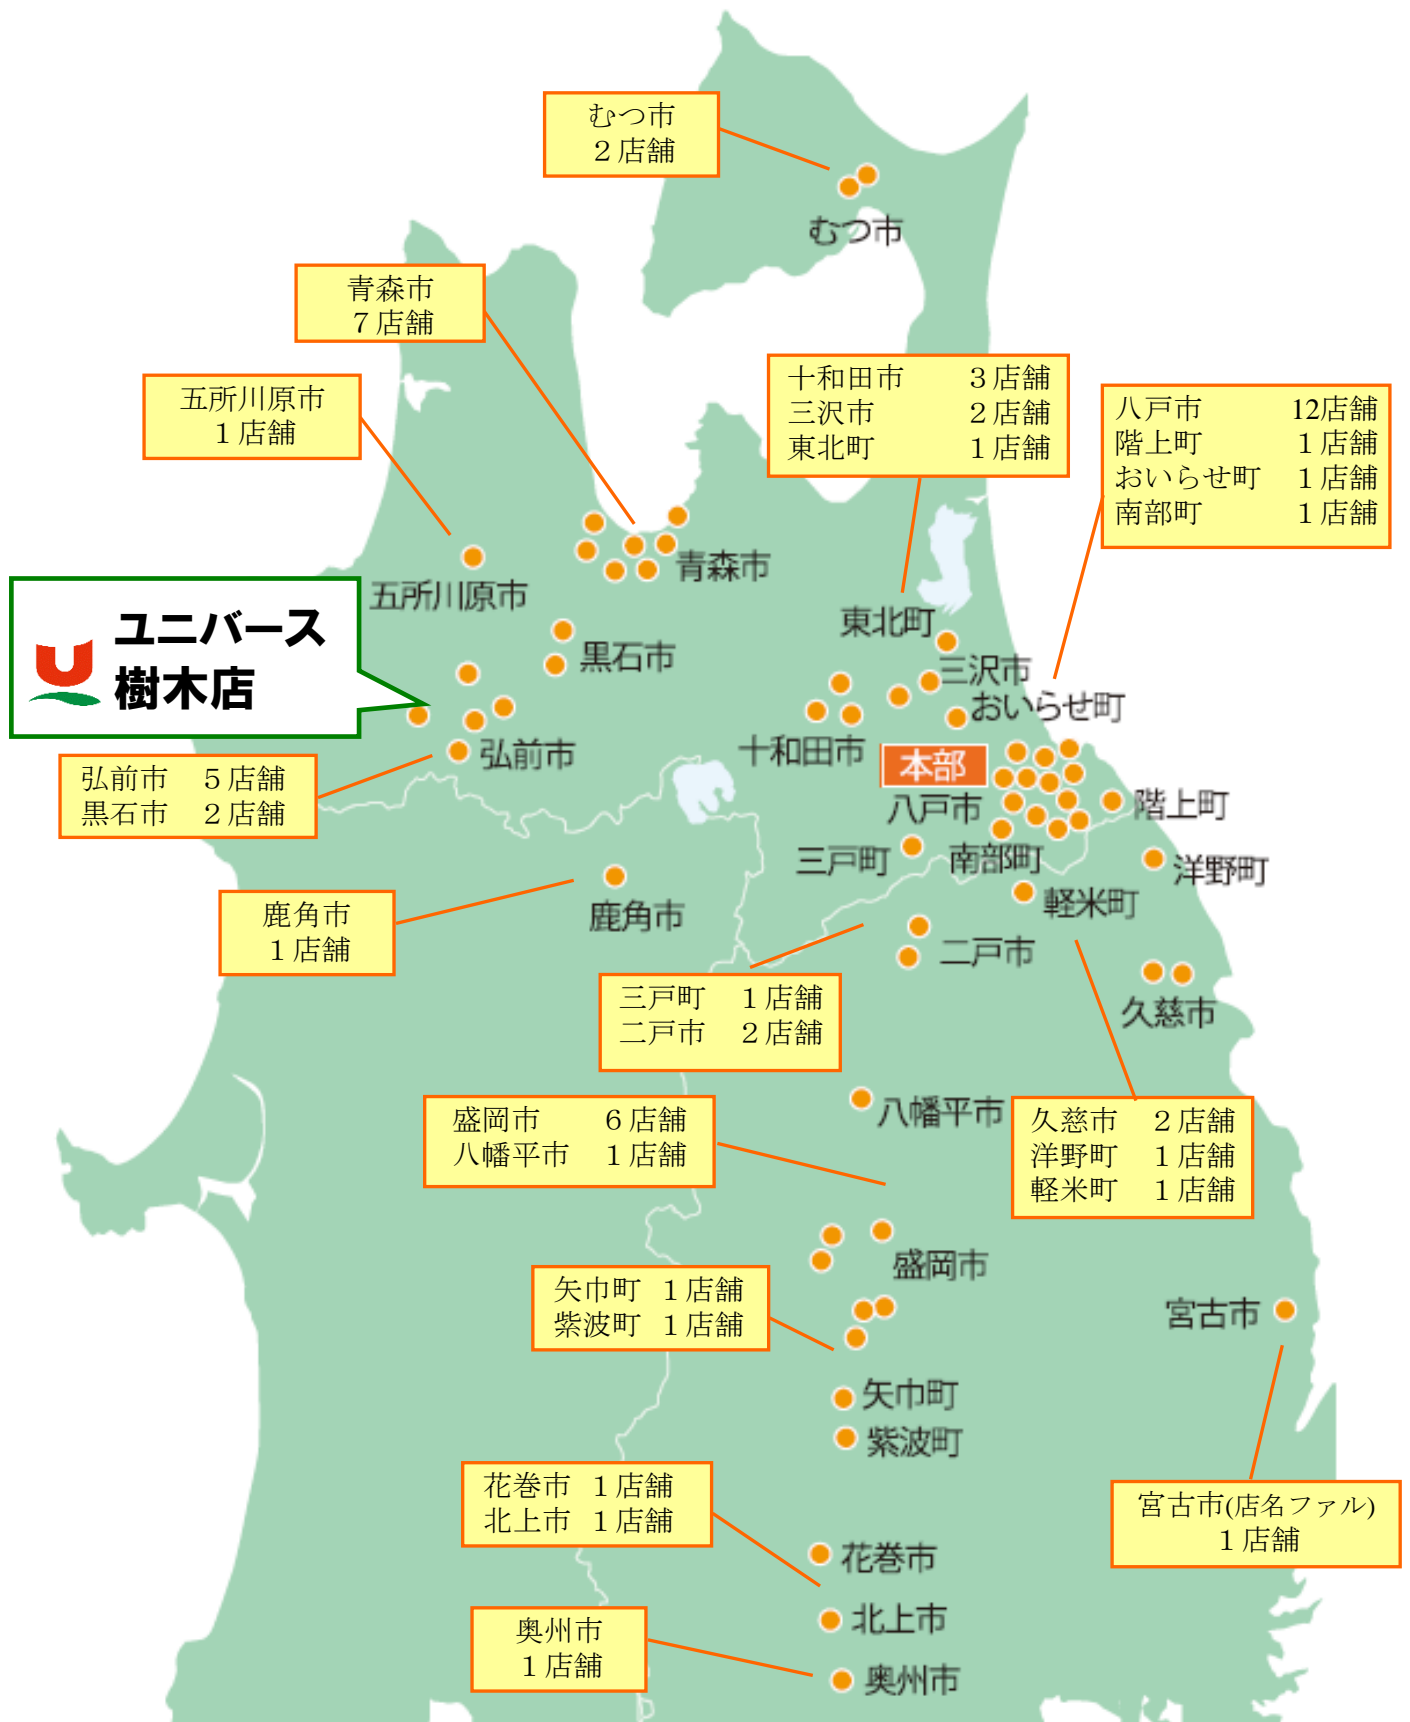 むつ市
２店舗
むつ市
青森市
７店舗
五所川原市
１店舗
十和田市 ３店舗
三沢市 ２店舗
東北町 １店舗
八戸市 12店舗
階上町 １店舗
おいらせ町 １店舗
南部町 １店舗
青森市
五所川原市
ユニバース
樹木店
黒石市
東北町
三沢市
おいらせ町
十和田市
弘前市
本部
弘前市 ５店舗
黒石市 ２店舗
八戸市
階上町
三戸町
南部町
洋野町
鹿角市
１店舗
鹿角市
軽米町
二戸市
三戸町 １店舗
二戸市 ２店舗
久慈市
盛岡市 ６店舗
八幡平市 １店舗
八幡平市
久慈市 ２店舗
洋野町 １店舗
軽米町 １店舗
盛岡市
矢巾町 １店舗
紫波町 １店舗
宮古市
矢巾町
紫波町
花巻市 １店舗
北上市 １店舗
宮古市(店名ファル)
１店舗
花巻市
北上市
奥州市
１店舗
奥州市